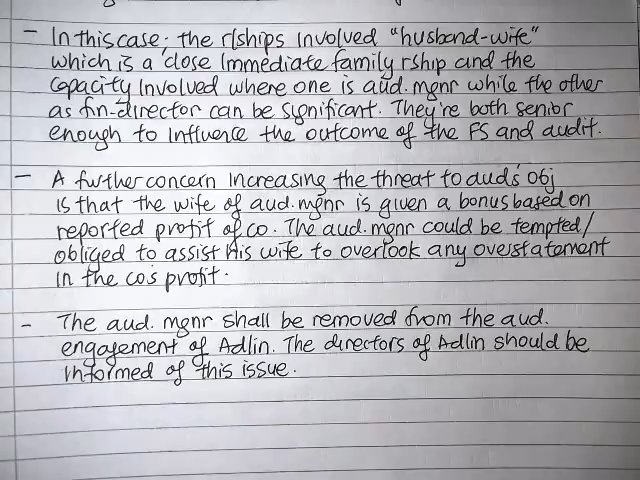 - In this case; the r/ships involved "husband-wife"
which is a close immediate family rship and the
capacity involved where one is aud. mgnr while the other
as fin-director can be significant. They're both senior
enough to influence the outcome of the FS and audit.
- A further concern increasing the threat to aud's obj
is that the wife of aud. mgnr is given a bonus based on
reported profit of co. The aud. mgnr could be tempted/
obliged to assist his wife to overlook any overstatement
in the co's profit.
- The aud. mgnr shall be removed from the aud.
engagement of Adlin. The directors of Adlin should be
informed of this issue.